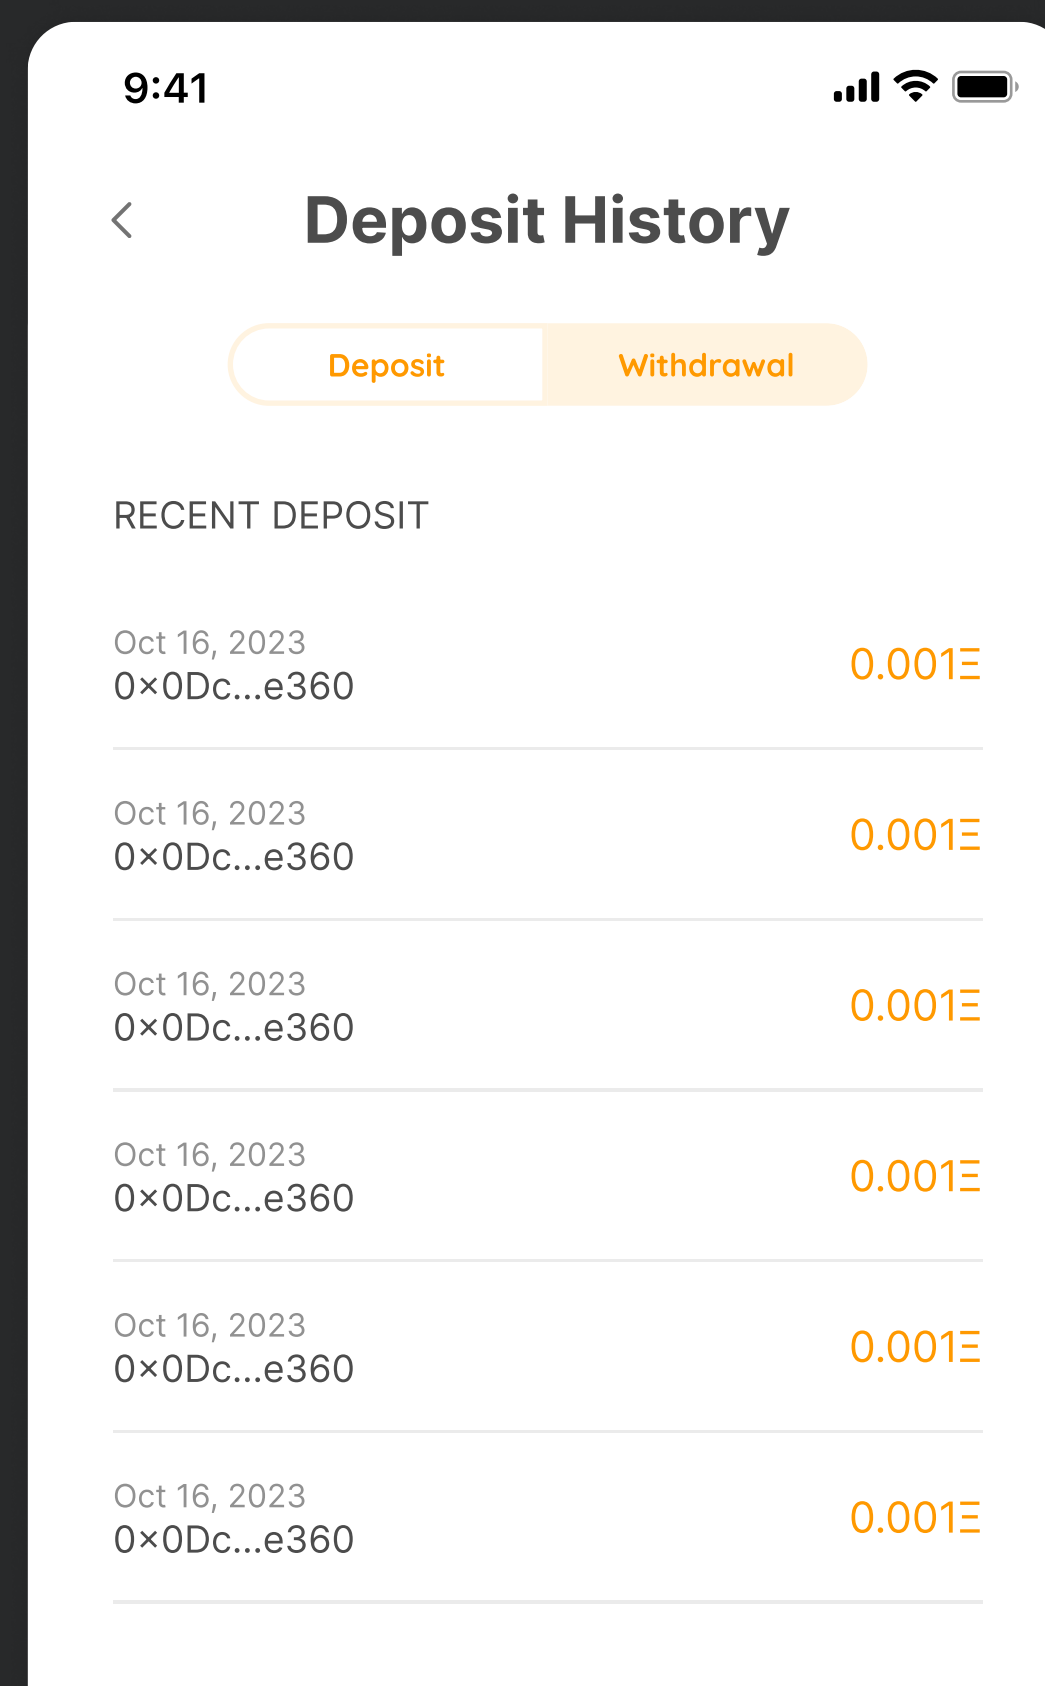 9:41
Deposit History
Deposit Withdrawal
RECENT DEPOSIT
Oct 16, 2023
0×0Dc...e360
0.001Ξ
Oct 16, 2023
0×0Dc...e360
0.001Ξ
Oct 16, 2023
0×0Dc...e360
0.001Ξ
Oct 16, 2023
0×0Dc...e360
0.001Ξ
Oct 16, 2023
0×0Dc...e360
0.001Ξ
Oct 16, 2023
0×0Dc...e360
0.001Ξ